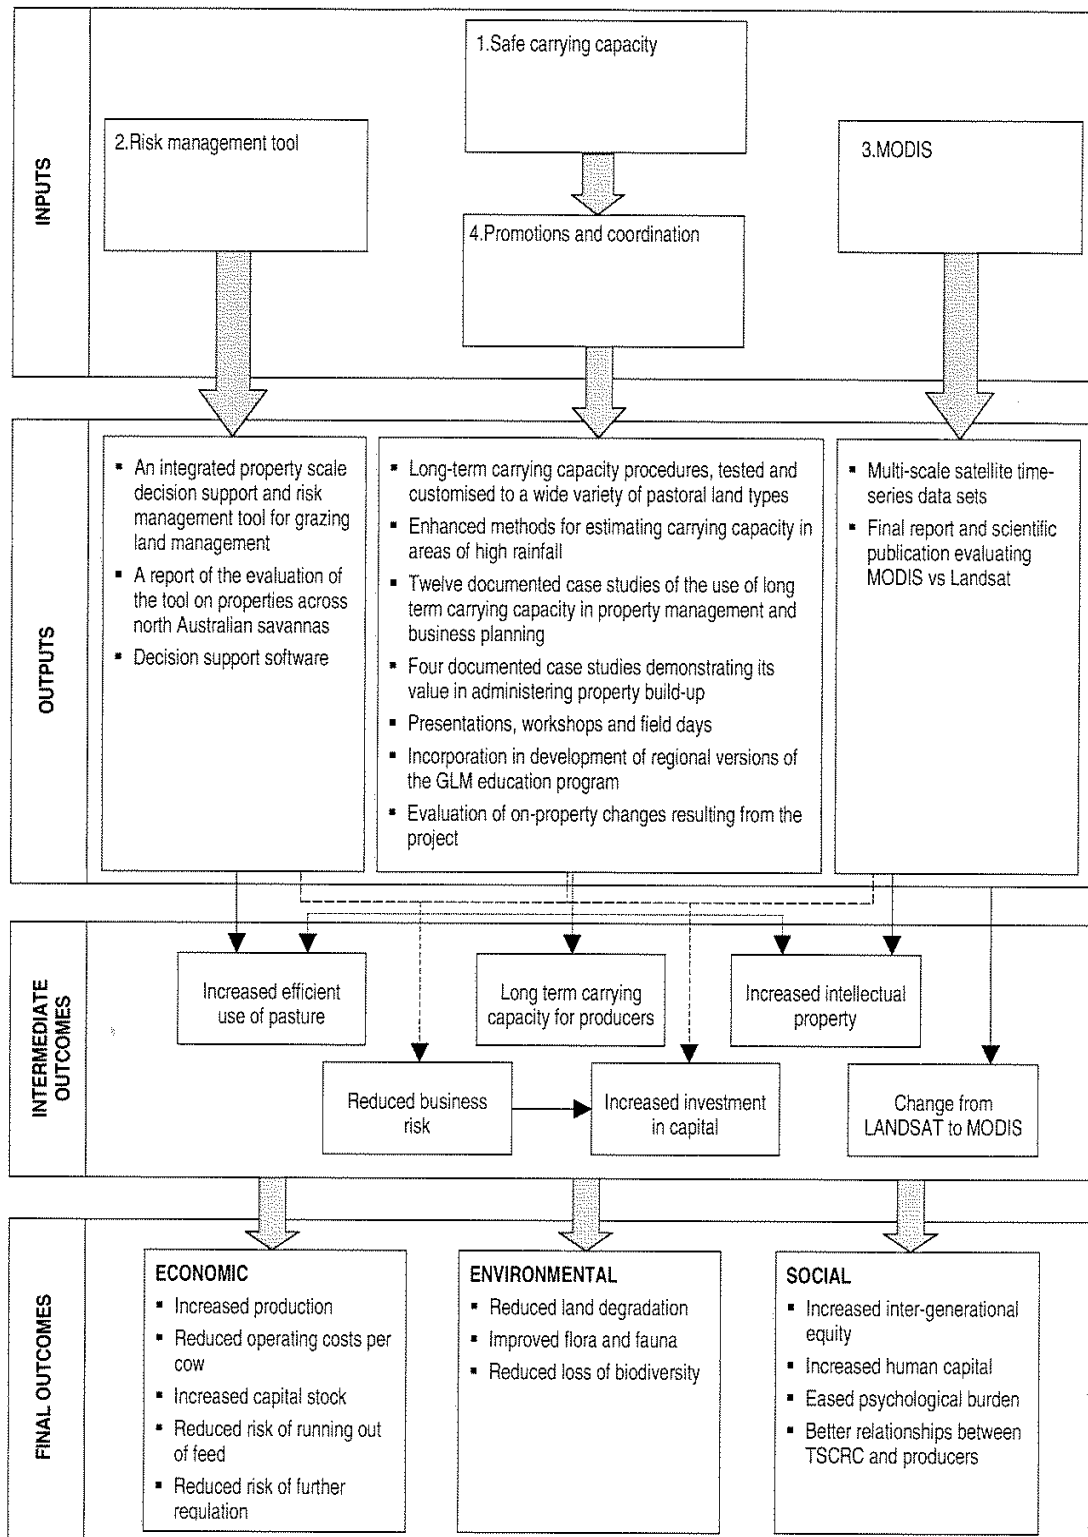 INPUTS
1.Safe carrying capacity
2.Risk management tool
3.MODIS
4.Promotions and coordination
OUTPUTS
▪ An integrated property scale
decision support and risk
management tool for grazing
land management
▪ A report of the evaluation of
the tool on properties across
north Australian savannas
▪ Decision support software
▪ Long-term carrying capacity procedures, tested and
customised to a wide variety of pastoral land types
▪ Enhanced methods for estimating carrying capacity in
areas of high rainfall
▪ Twelve documented case studies of the use of long
term carrying capacity in property management and
business planning
▪ Four documented case studies demonstrating its
value in administering property build-up
▪ Presentations, workshops and field days
▪ Incorporation in development of regional versions of
the GLM education program
▪ Evaluation of on-property changes resulting from the
project
▪ Multi-scale satellite time-
series data sets
▪ Final report and scientific
publication evaluating
MODIS vs Landsat
INTERMEDIATE
OUTCOMES
Increased efficient
use of pasture
Long term carrying
capacity for producers
Increased intellectual
property
Reduced business
risk
Increased investment
in capital
Change from
LANDSAT to MODIS
FINAL OUTCOMES
ECONOMIC
▪ Increased production
▪ Reduced operating costs per
cow
▪ Increased capital stock
▪ Reduced risk of running out
of feed
▪ Reduced risk of further
regulation
ENVIRONMENTAL
▪ Reduced land degradation
▪ Improved flora and fauna
▪ Reduced loss of biodiversity
SOCIAL
▪ Increased inter-generational
equity
▪ Increased human capital
▪ Eased psychological burden
▪ Better relationships between
TSCRC and producers